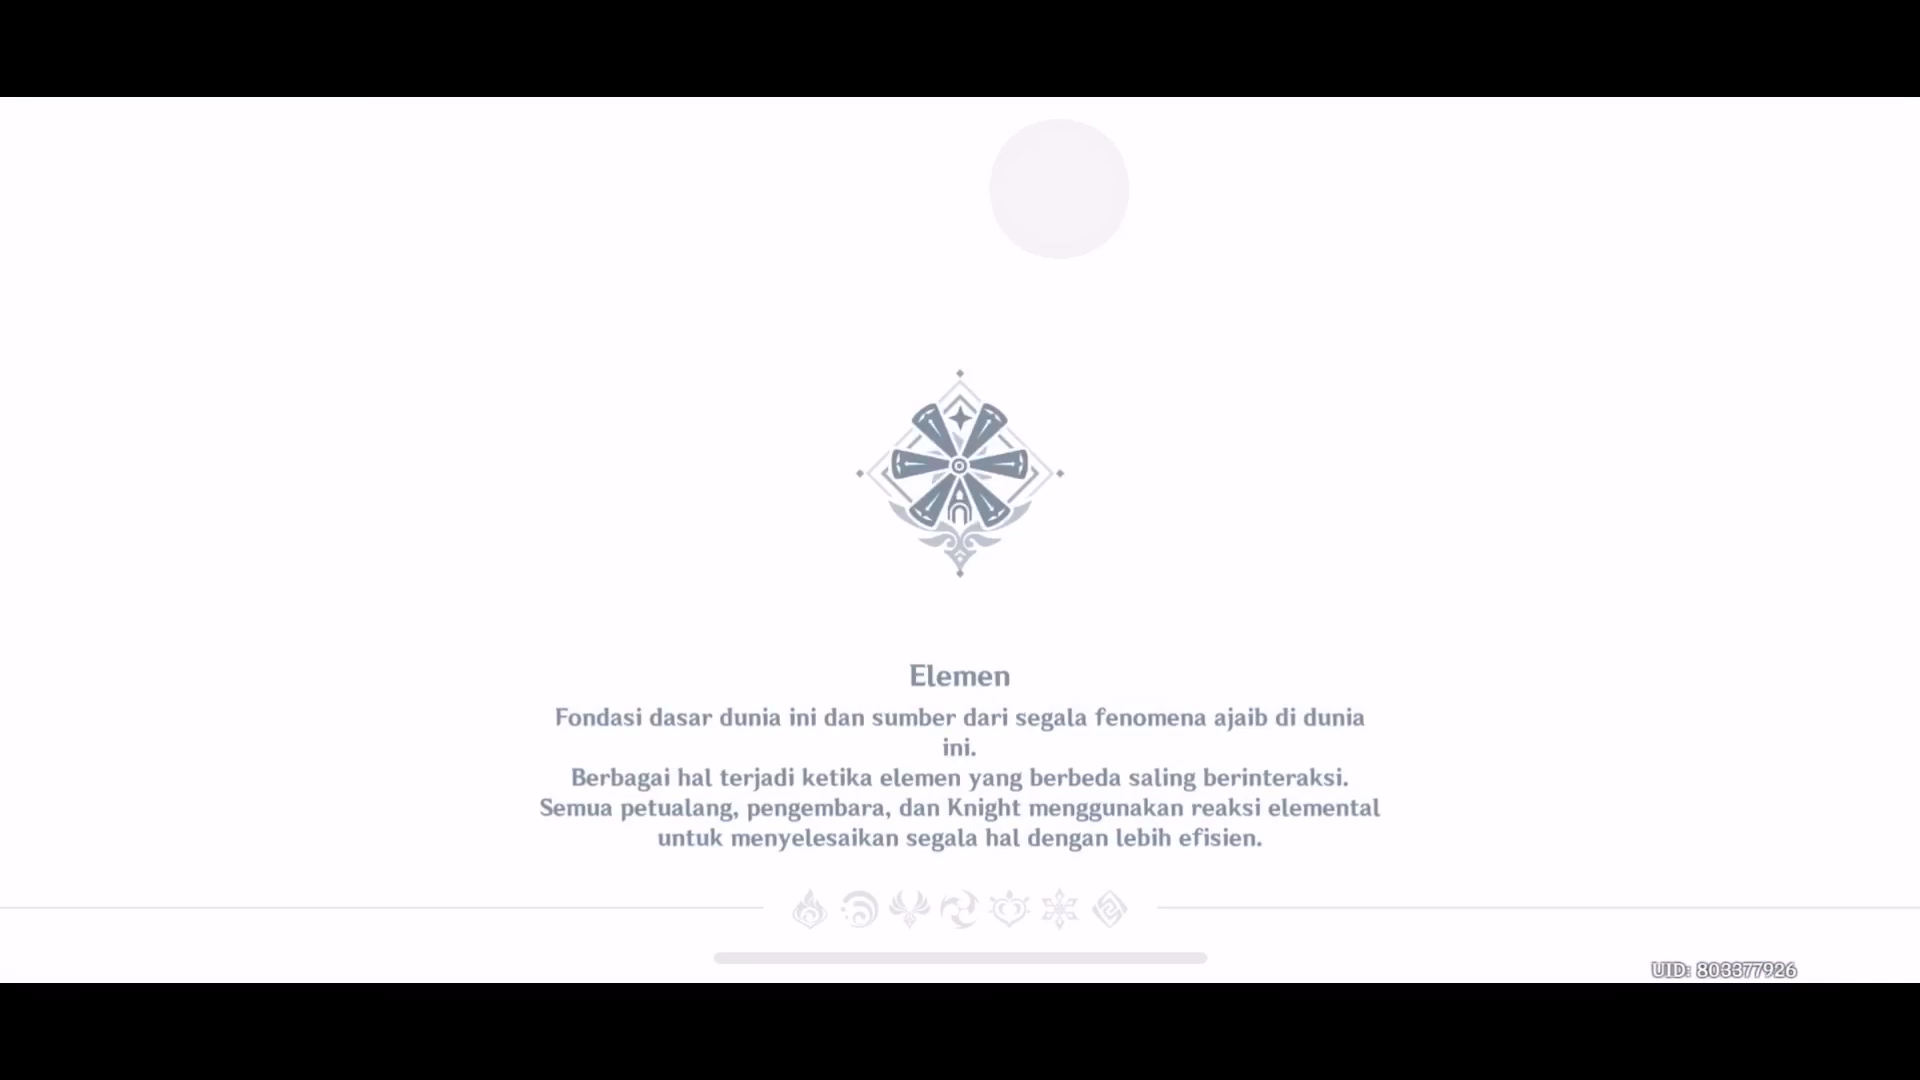 Elemen
Fondasi dasar dunia ini dan sumber dari segala fenomena ajaib di dunia
ini.
Berbagai hal terjadi ketika elemen yang berbeda saling berinteraksi.
Semua petualang, pengembara, dan Knight menggunakan reaksi elemental
untuk menyelesaikan segala hal dengan lebih efisien.
UID: 803377926